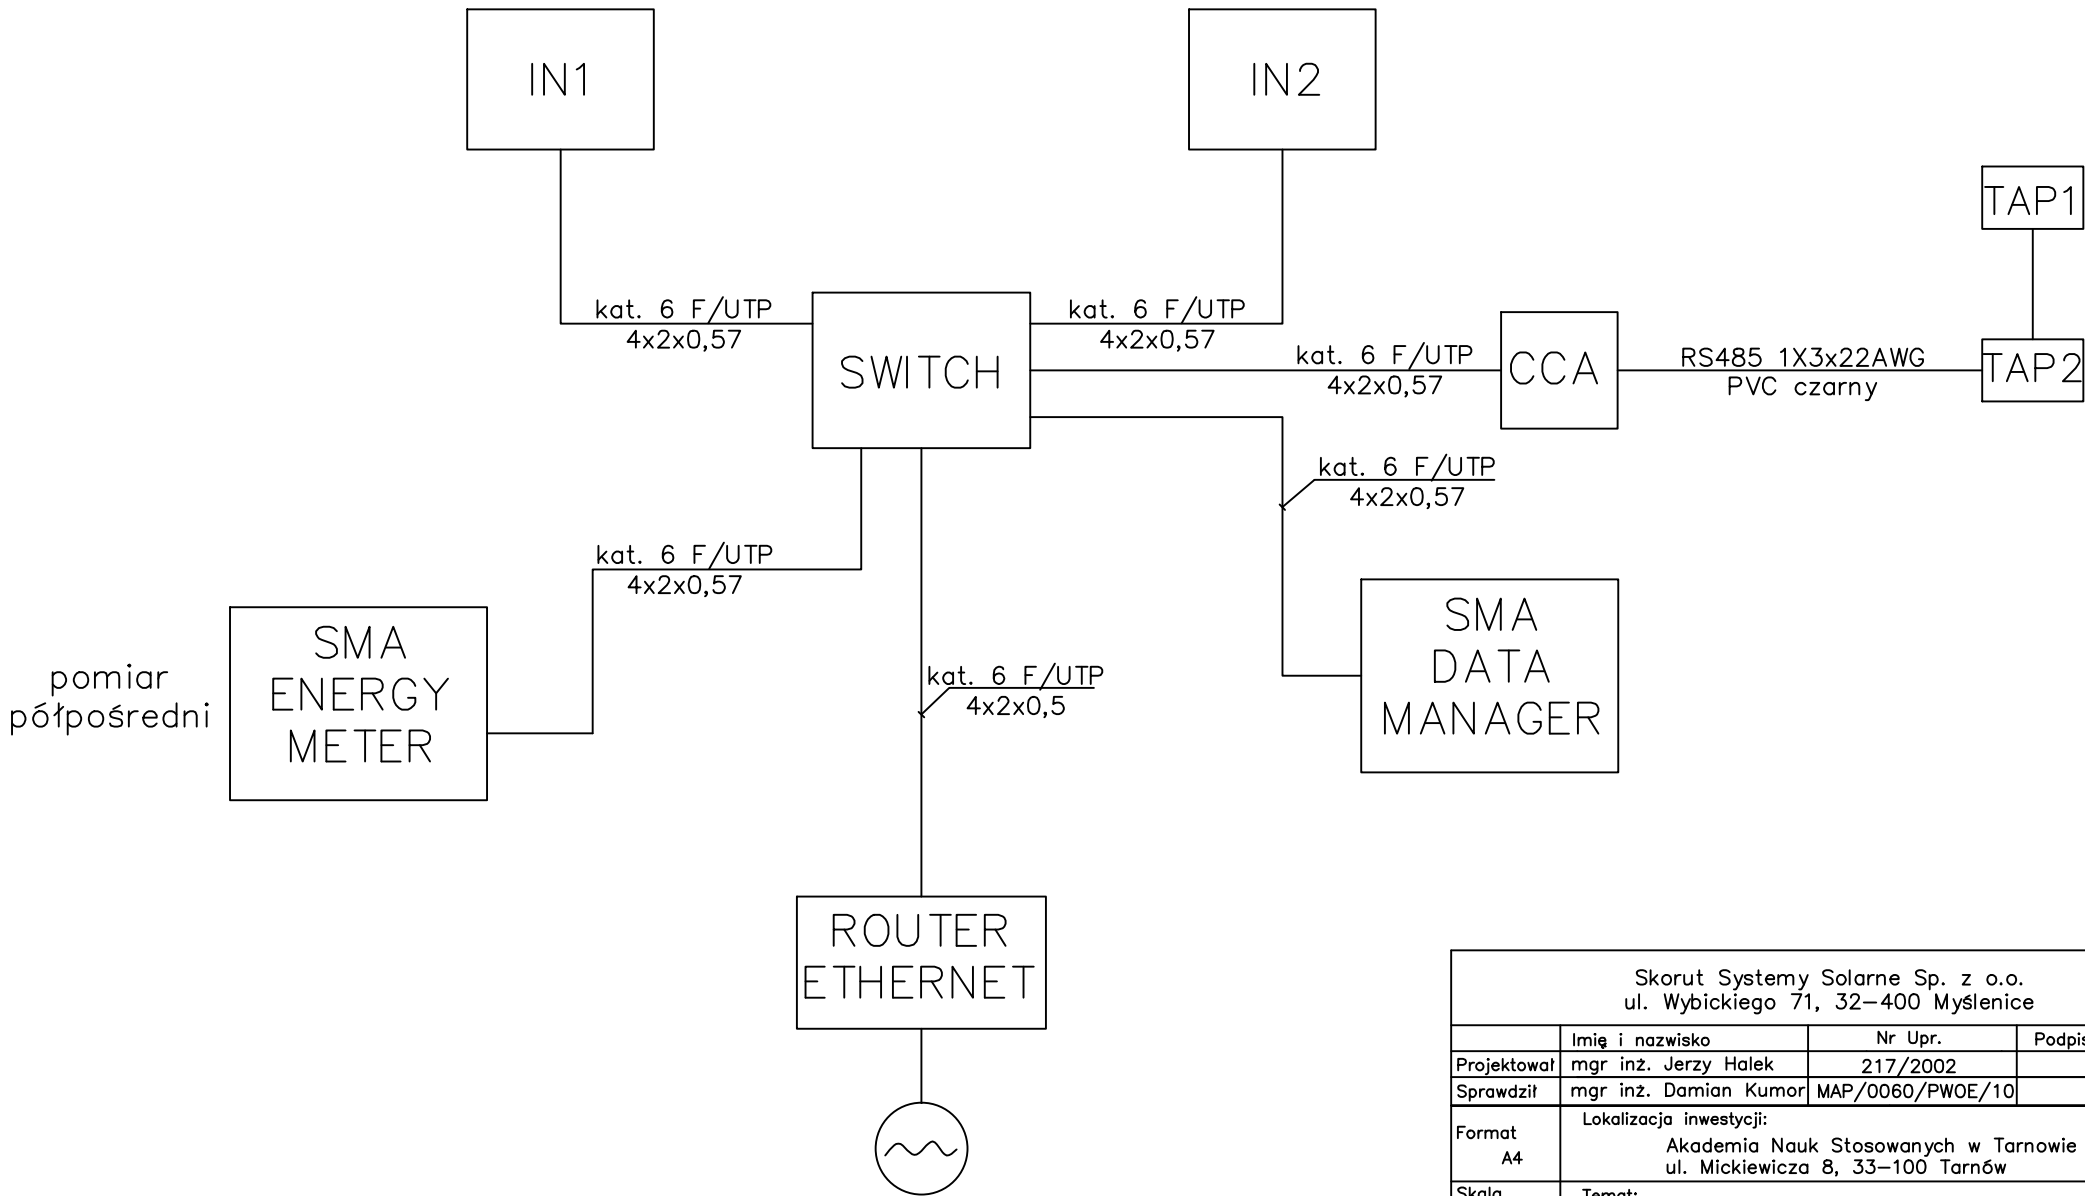 IN1
IN2
TAP1
kat. 6 F/UTP
4x2x0,57
kat. 6 F/UTP
4x2x0,57
SWITCH
kat. 6 F/UTP
4x2x0,57
CCA
RS485 1X3x22AWG
PVC czarny
TAP2
kat. 6 F/UTP
4x2x0,57
kat. 6 F/UTP
4x2x0,57
pomiar
półpośredni
SMA
ENERGY
METER
kat. 6 F/UTP
4x2x0,5
SMA
DATA
MANAGER
ROUTER
ETHERNET
Skorut Systemy Solarne Sp. z o.o.
ul. Wybickiego 71, 32-400 Myślenice
Imię i nazwisko Nr Upr. Podpis
Projektował mgr inż. Jerzy Halek 217/2002
Sprawdził mgr inż. Damian Kumor MAP/0060/PWOE/10
Format
A4
Lokalizacja inwestycji:
Akademia Nauk Stosowanych w Tarnowie
ul. Mickiewicza 8, 33-100 Tarnów
Skala Temat: